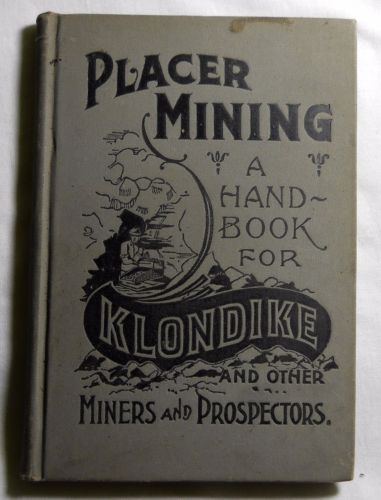 PLACER
MINING
A
HAND-
BOOK
FOR
KLONDIKE
AND OTHER
MINERS AND PROSPECTORS.